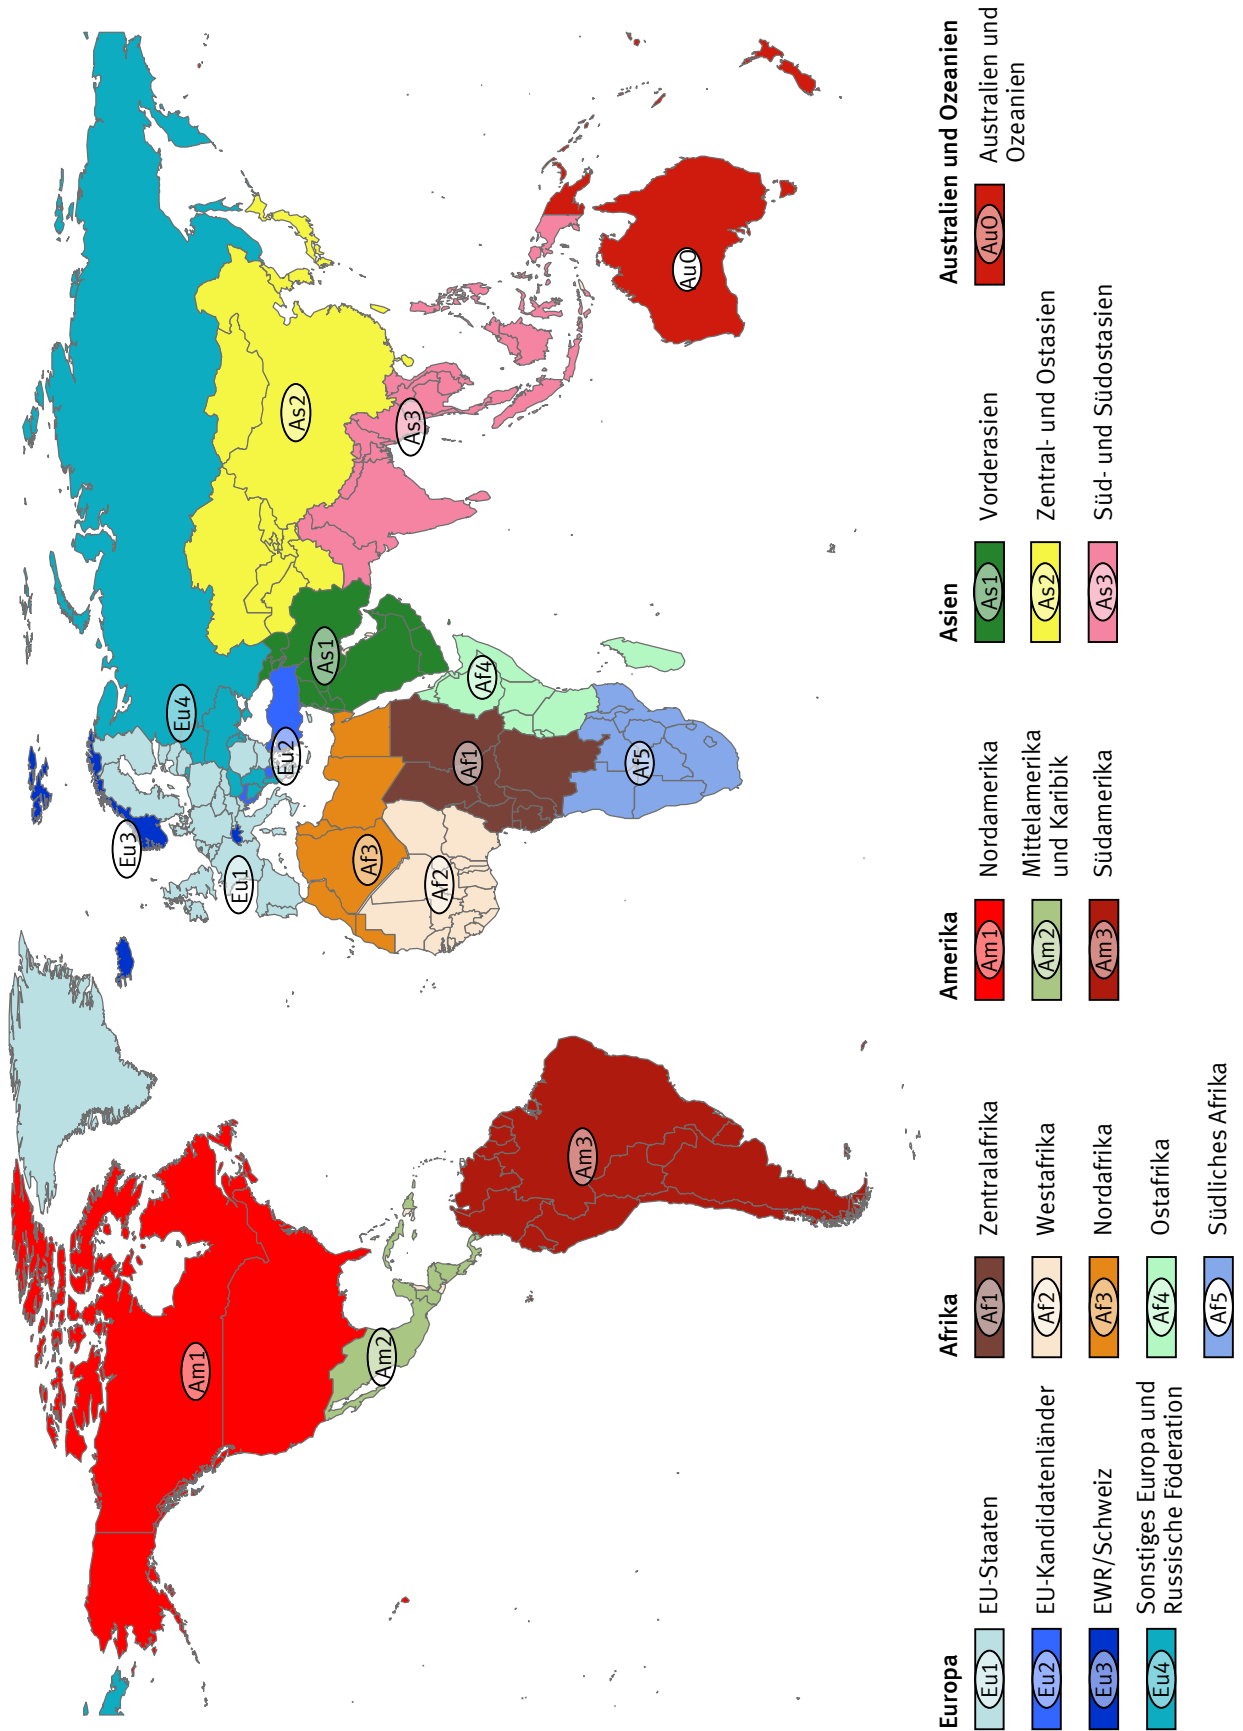 Eu3
Eu4
Eu1
Eu2
Am1
As2
As1
As3
Af3
Am2
Af2
Af1
Af4
Am3
Af5
AuO
Europa
Eu1 EU-Staaten
Eu2 EU-Kandidatenländer
Eu3 EWR/Schweiz
Eu4 Sonstiges Europa und
Russische Föderation
Afrika
Af1 Zentralafrika
Af2 Westafrika
Af3 Nordafrika
Af4 Ostafrika
Af5 Südliches Afrika
Amerika
Am1 Nordamerika
Am2 Mittelamerika
und Karibik
Am3 Südamerika
Asien
As1 Vorderasien
As2 Zentral- und Ostasien
As3 Süd- und Südostasien
Australien und Ozeanien
AuO Australien und
Ozeanien